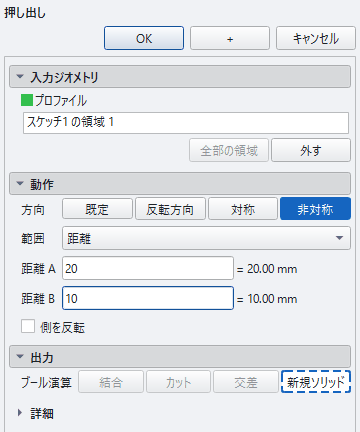 押し出し
OK + キャンセル
入力ジオメトリ
プロファイル
スケッチ1 の領域 1
全部の領域 外す
動作
方向 既定 反転方向 対称 非対称
範囲 距離
距離 A 20 = 20.00 mm
距離 B 10 = 10.00 mm
側を反転
出力
ブール演算 結合 カット 交差 新規ソリッド
詳細